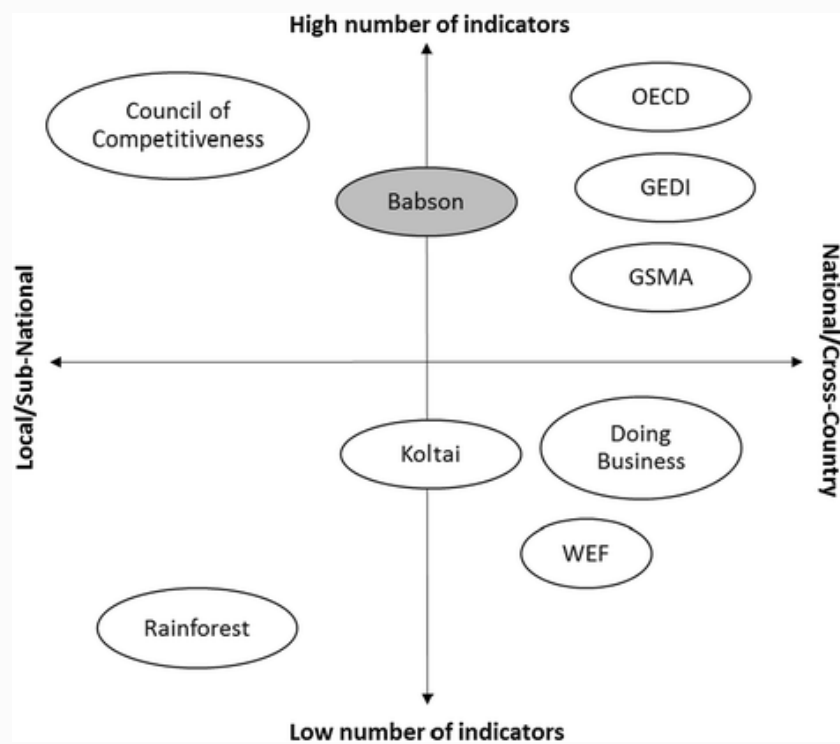 High number of indicators
Council of
Competitiveness
OECD
Babson
GEDI
GSMA
Local/Sub-National
National/Cross-Country
Koltai
Doing
Business
WEF
Rainforest
Low number of indicators